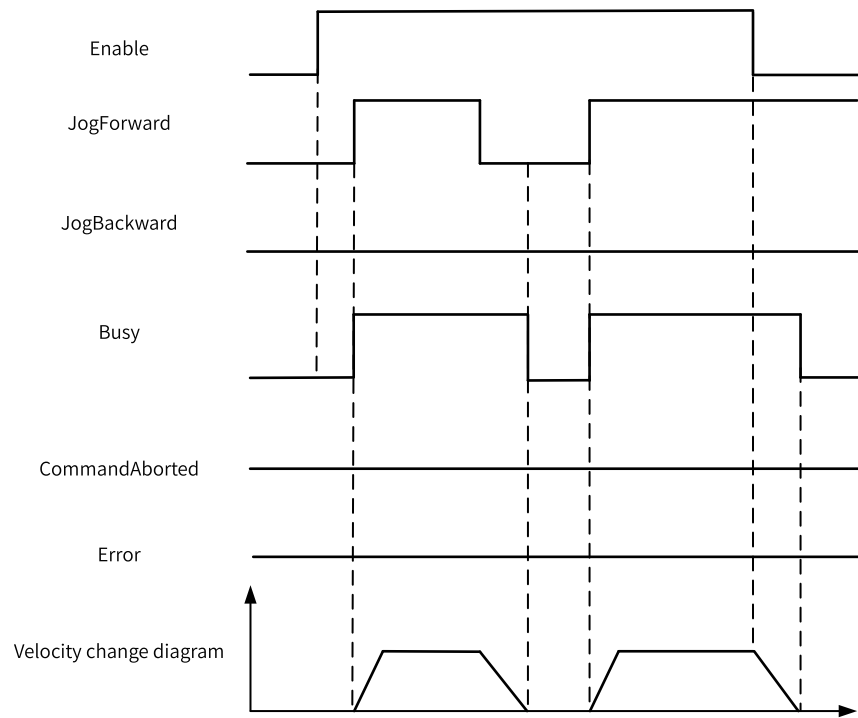 Enable
JogForward
JogBackward
Busy
CommandAborted
Error
Velocity change diagram